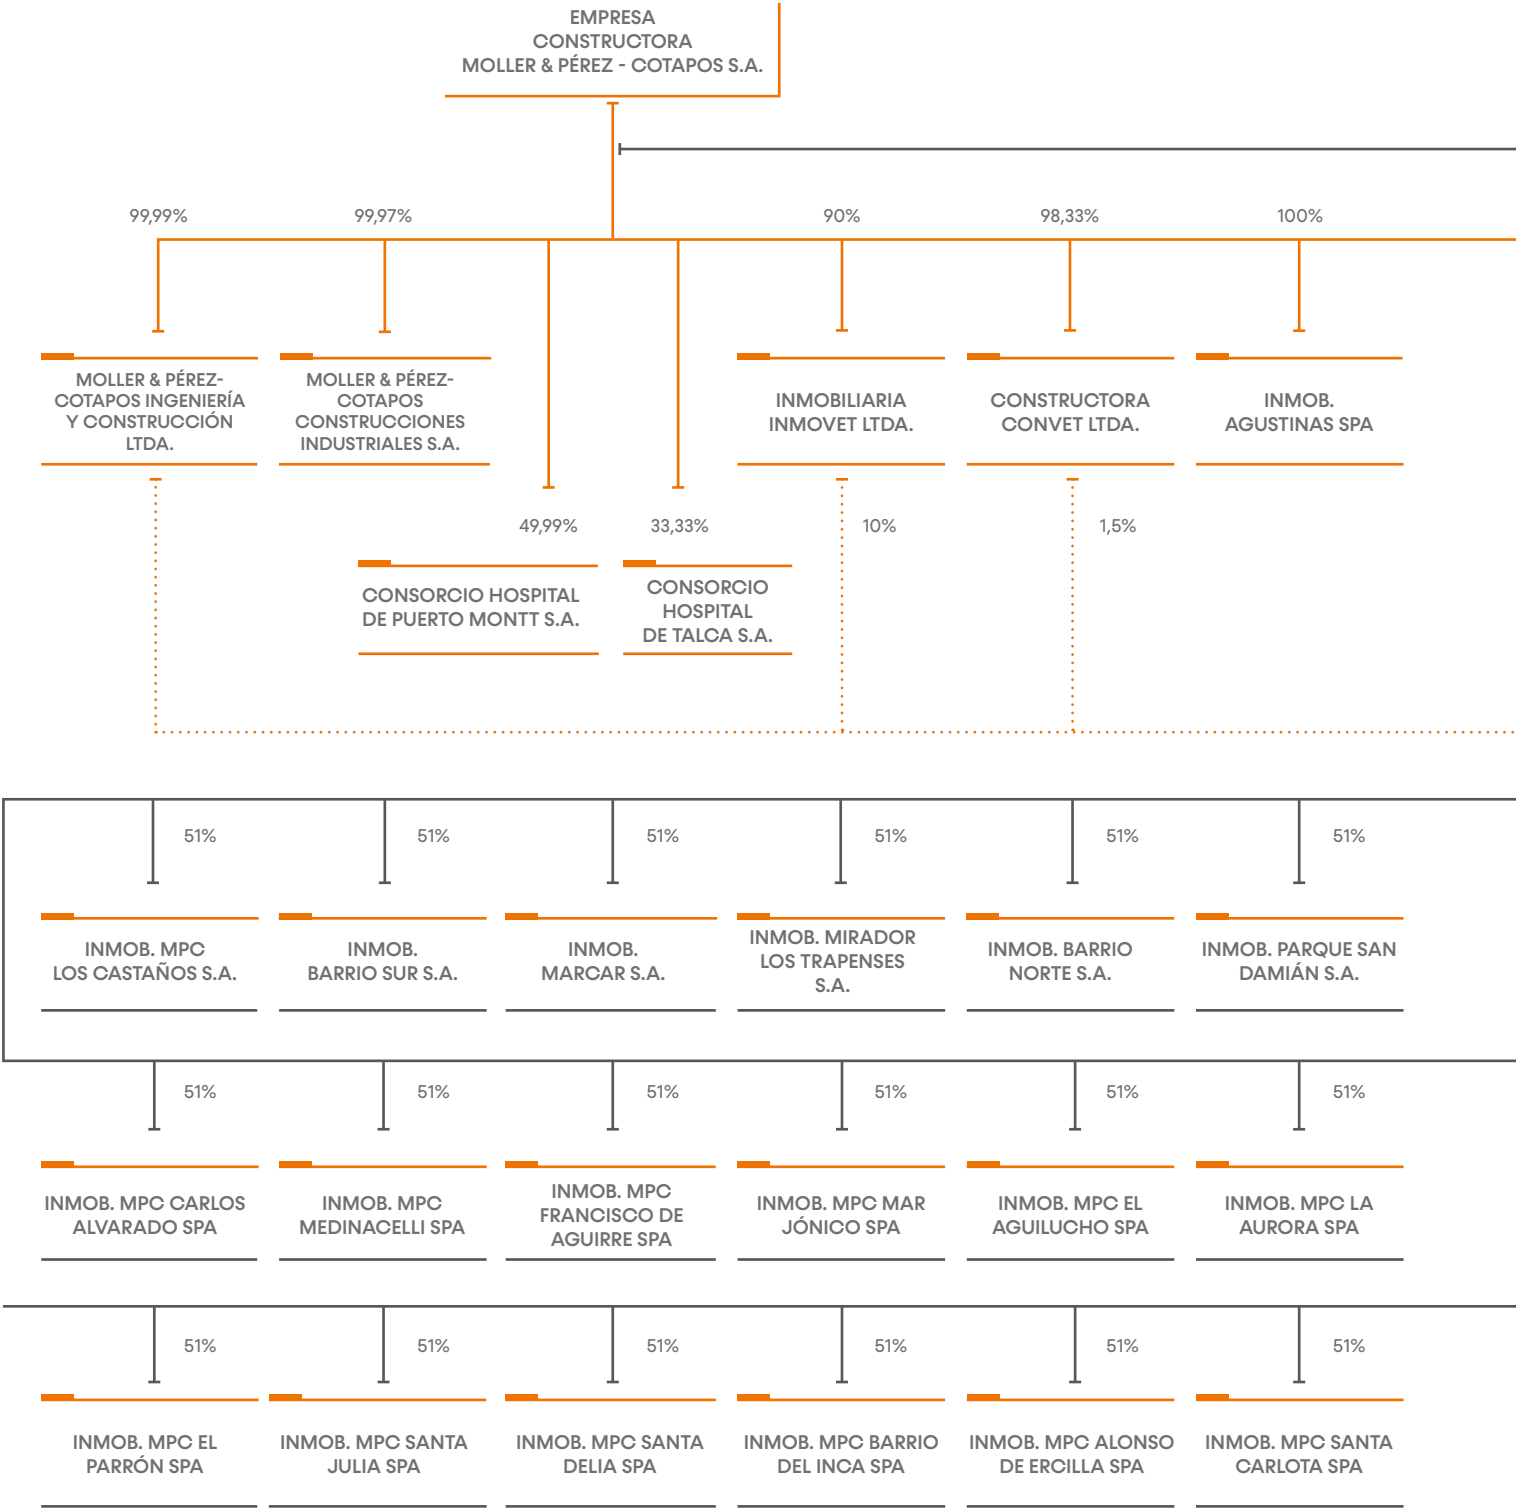 EMPRESA
CONSTRUCTORA
MOLLER & PÉREZ - COTAPOS S.A.
99,99%
99,97%
90%
98,33%
100%
MOLLER & PÉREZ-
COTAPOS INGENIERÍA
Y CONSTRUCCIÓN
LTDA.
MOLLER & PÉREZ-
COTAPOS
CONSTRUCCIONES
INDUSTRIALES S.A.
INMOBILIARIA
INMOVET LTDA.
CONSTRUCTORA
CONVET LTDA.
INMOB.
AGUSTINAS SPA
49,99%
33,33%
10%
1,5%
CONSORCIO HOSPITAL
DE PUERTO MONTT S.A.
CONSORCIO
HOSPITAL
DE TALCA S.A.
51%
51%
51%
51%
51%
51%
INMOB. MPC
LOS CASTAÑOS S.A.
INMOB.
BARRIO SUR S.A.
INMOB.
MARCAR S.A.
INMOB. MIRADOR
LOS TRAPENSES
S.A.
INMOB. BARRIO
NORTE S.A.
INMOB. PARQUE SAN
DAMIÁN S.A.
51%
51%
51%
51%
51%
51%
INMOB. MPC CARLOS
ALVARADO SPA
INMOB. MPC
MEDINACELLI SPA
INMOB. MPC
FRANCISCO DE
AGUIRRE SPA
INMOB. MPC MAR
JÓNICO SPA
INMOB. MPC EL
AGUILUCHO SPA
INMOB. MPC LA
AURORA SPA
51%
51%
51%
51%
51%
51%
INMOB. MPC EL
PARRÓN SPA
INMOB. MPC SANTA
JULIA SPA
INMOB. MPC SANTA
DELIA SPA
INMOB. MPC BARRIO
DEL INCA SPA
INMOB. MPC ALONSO
DE ERCILLA SPA
INMOB. MPC SANTA
CARLOTA SPA